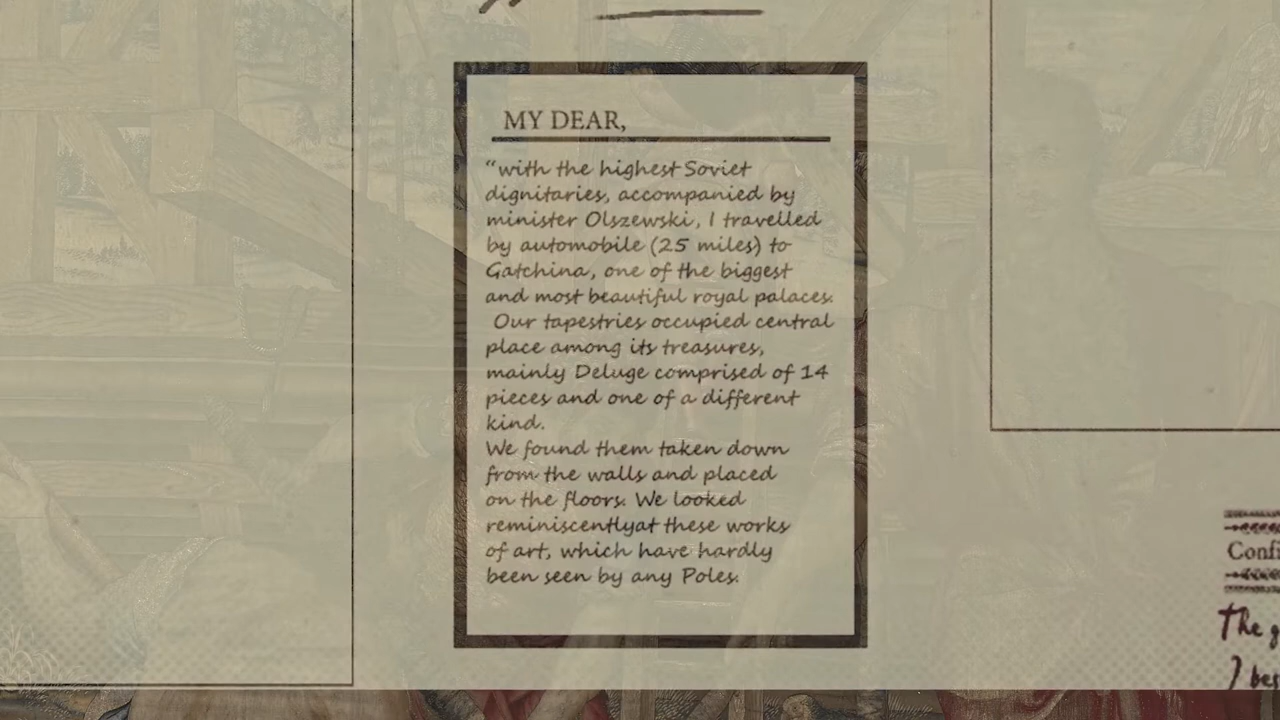 MY DEAR,
“with the highest Soviet
dignitaries, accompanied by
minister Olszewski, I travelled
by automobile (25 miles) to
Gatchina, one of the biggest
and most beautiful royal palaces.
Our tapestries occupied central
place among its treasures,
mainly Deluge comprised of 14
pieces and one of a different
kind.
We found them taken down
from the walls and placed
on the floors. We looked
reminiscentlyat these works
of art, which have hardly
been seen by any Poles.
The
I